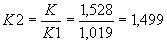 K2 = K/K1 = 1,528/1,019 = 1,499